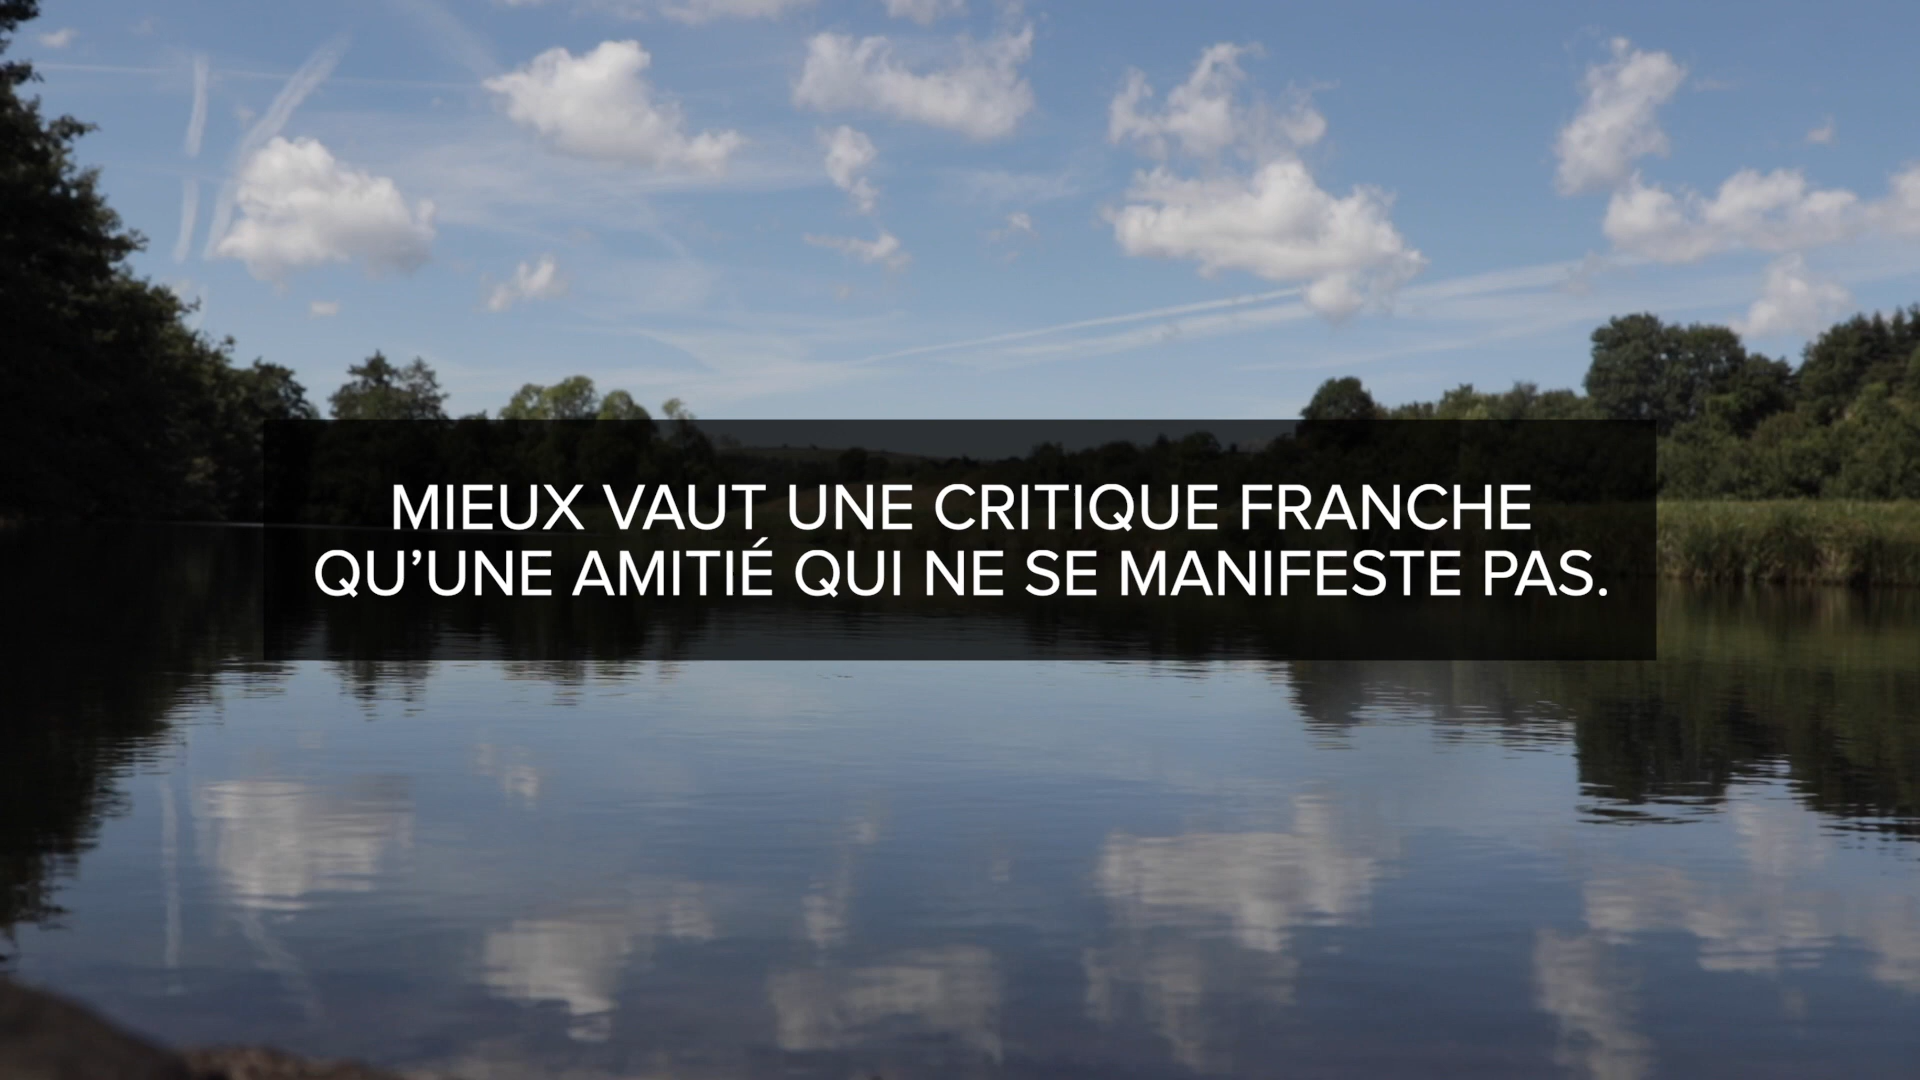 MIEUX VAUT UNE CRITIQUE FRANCHE
QU’UNE AMITIÉ QUI NE SE MANIFESTE PAS.